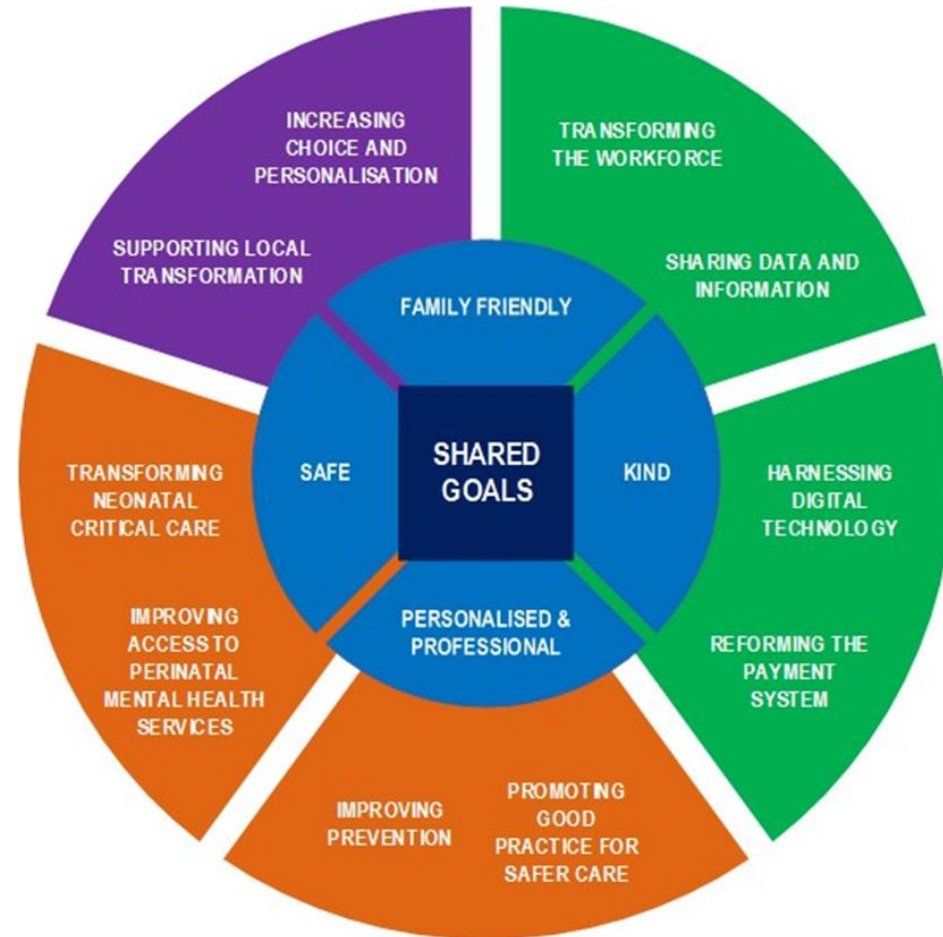 INCREASING
CHOICE AND
PERSONALISATION
SUPPORTING LOCAL
TRANSFORMATION
TRANSFORMING
THE WORKFORCE
SHARING DATA AND
INFORMATION
FAMILY FRIENDLY
SAFE
SHARED
GOALS
KIND
PERSONALISED &
PROFESSIONAL
TRANSFORMING
NEONATAL
CRITICAL CARE
IMPROVING
ACCESS TO
PERINATAL
MENTAL HEALTH
SERVICES
HARNESSING
DIGITAL
TECHNOLOGY
REFORMING THE
PAYMENT
SYSTEM
IMPROVING
PREVENTION
PROMOTING
GOOD
PRACTICE FOR
SAFER CARE